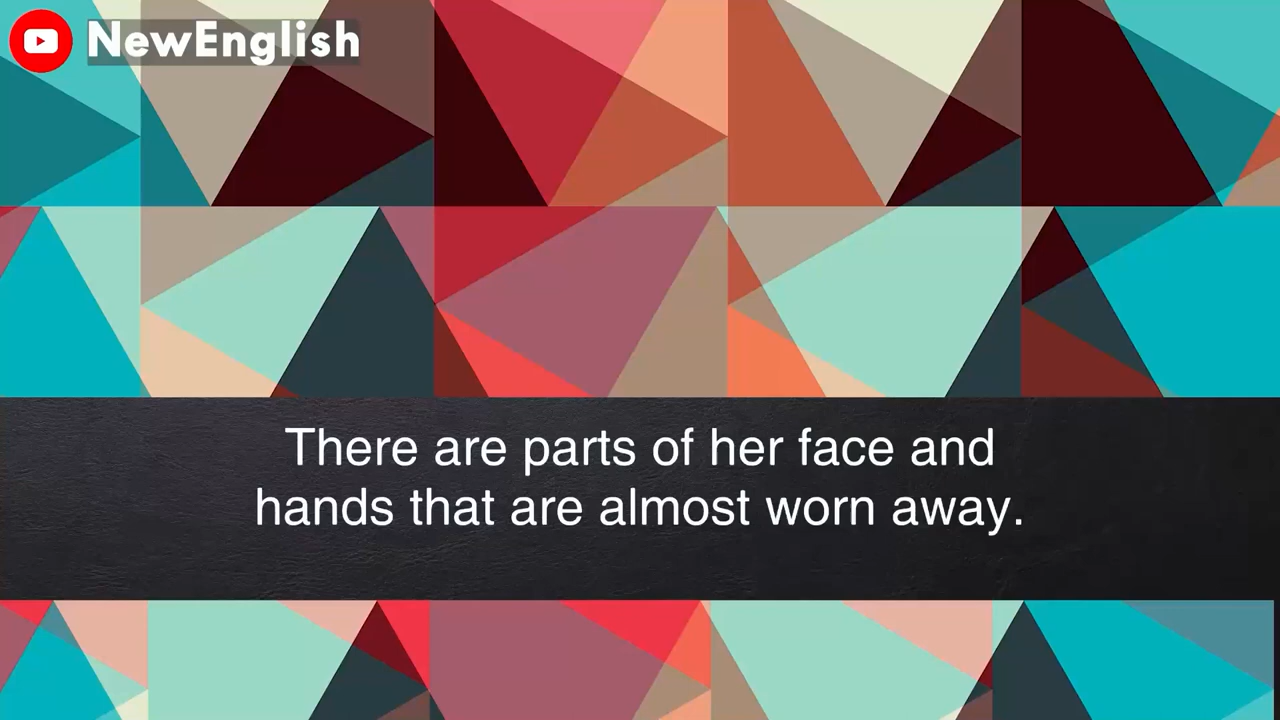 NewEnglish
There are parts of her face and
hands that are almost worn away.